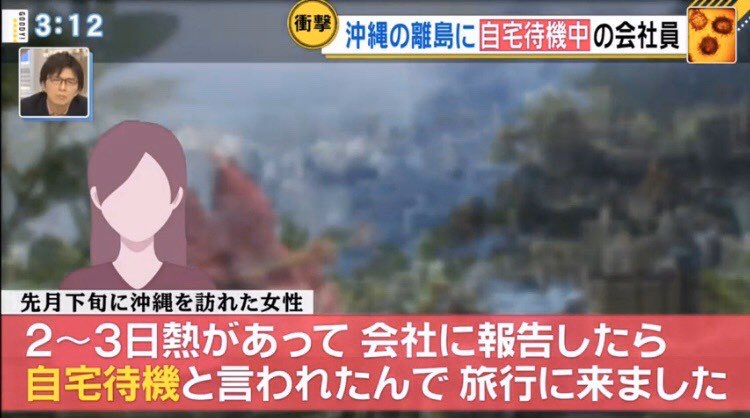 GOODY!
3:12
衝撃
沖縄の離島に自宅待機中の会社員
先月下旬に沖縄を訪れた女性
2〜3日熱があって 会社に報告したら
自宅待機と言われたんで 旅行に来ました